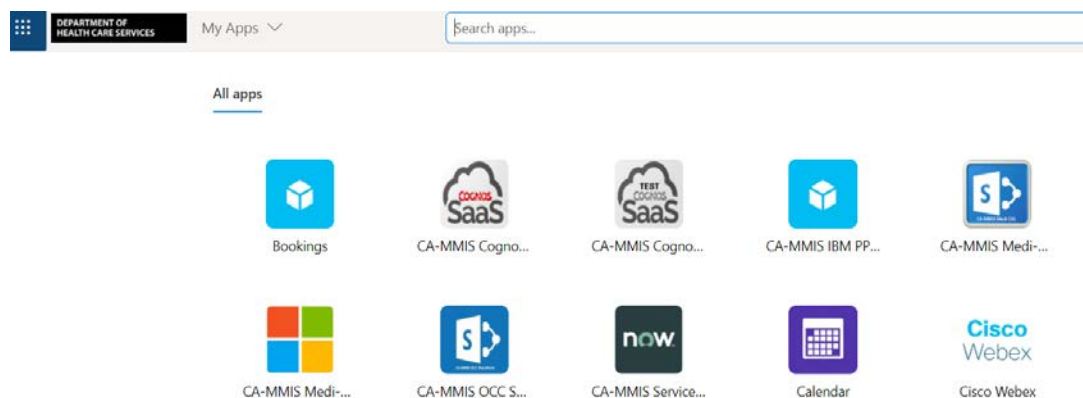 DEPARTMENT OF
HEALTH CARE SERVICES
My Apps
Search apps...
All apps
COGNOS
SaaS
TEST
COGNOS
SaaS
S
Bookings
CA-MMIS Cogno...
CA-MMIS Cogno...
CA-MMIS IBM PP...
CA-MMIS Medi-...
S
now
Cisco
Webex
CA-MMIS Medi-...
CA-MMIS OCC S...
CA-MMIS Service...
Calendar
Cisco Webex